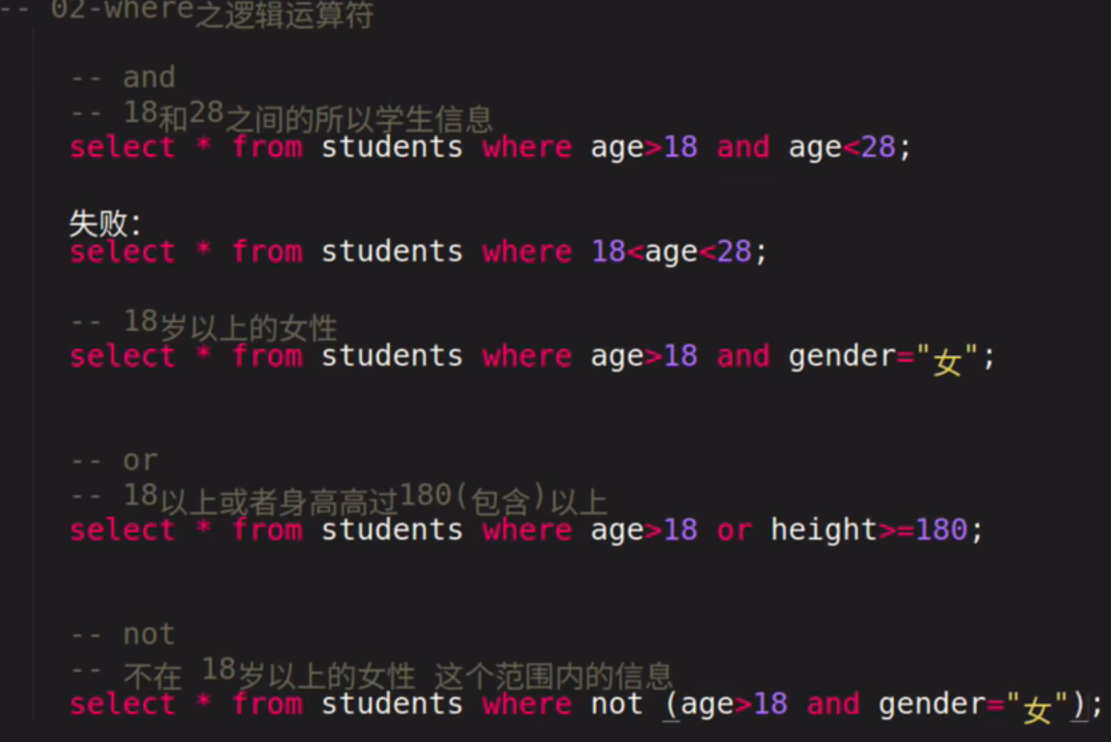 -- 02-where之逻辑运算符
-- and
-- 18和28之间的所以学生信息
select * from students where age>18 and age<28;
失败：
select * from students where 18<age<28;
-- 18岁以上的女性
select * from students where age>18 and gender="女";
-- or
-- 18以上或者身高高过180(包含)以上
select * from students where age>18 or height>=180;
-- not
-- 不在 18岁以上的女性 这个范围内的信息
select * from students where not (age>18 and gender="女");